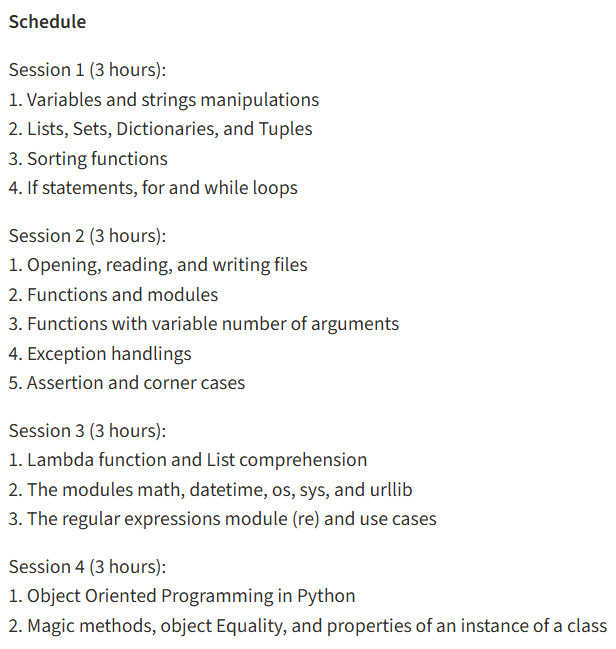 Schedule
Session 1 (3 hours):
1. Variables and strings manipulations
2. Lists, Sets, Dictionaries, and Tuples
3. Sorting functions
4. If statements, for and while loops
Session 2 (3 hours):
1. Opening, reading, and writing files
2. Functions and modules
3. Functions with variable number of arguments
4. Exception handlings
5. Assertion and corner cases
Session 3 (3 hours):
1. Lambda function and List comprehension
2. The modules math, datetime, os, sys, and urllib
3. The regular expressions module (re) and use cases
Session 4 (3 hours):
1. Object Oriented Programming in Python
2. Magic methods, object Equality, and properties of an instance of a class